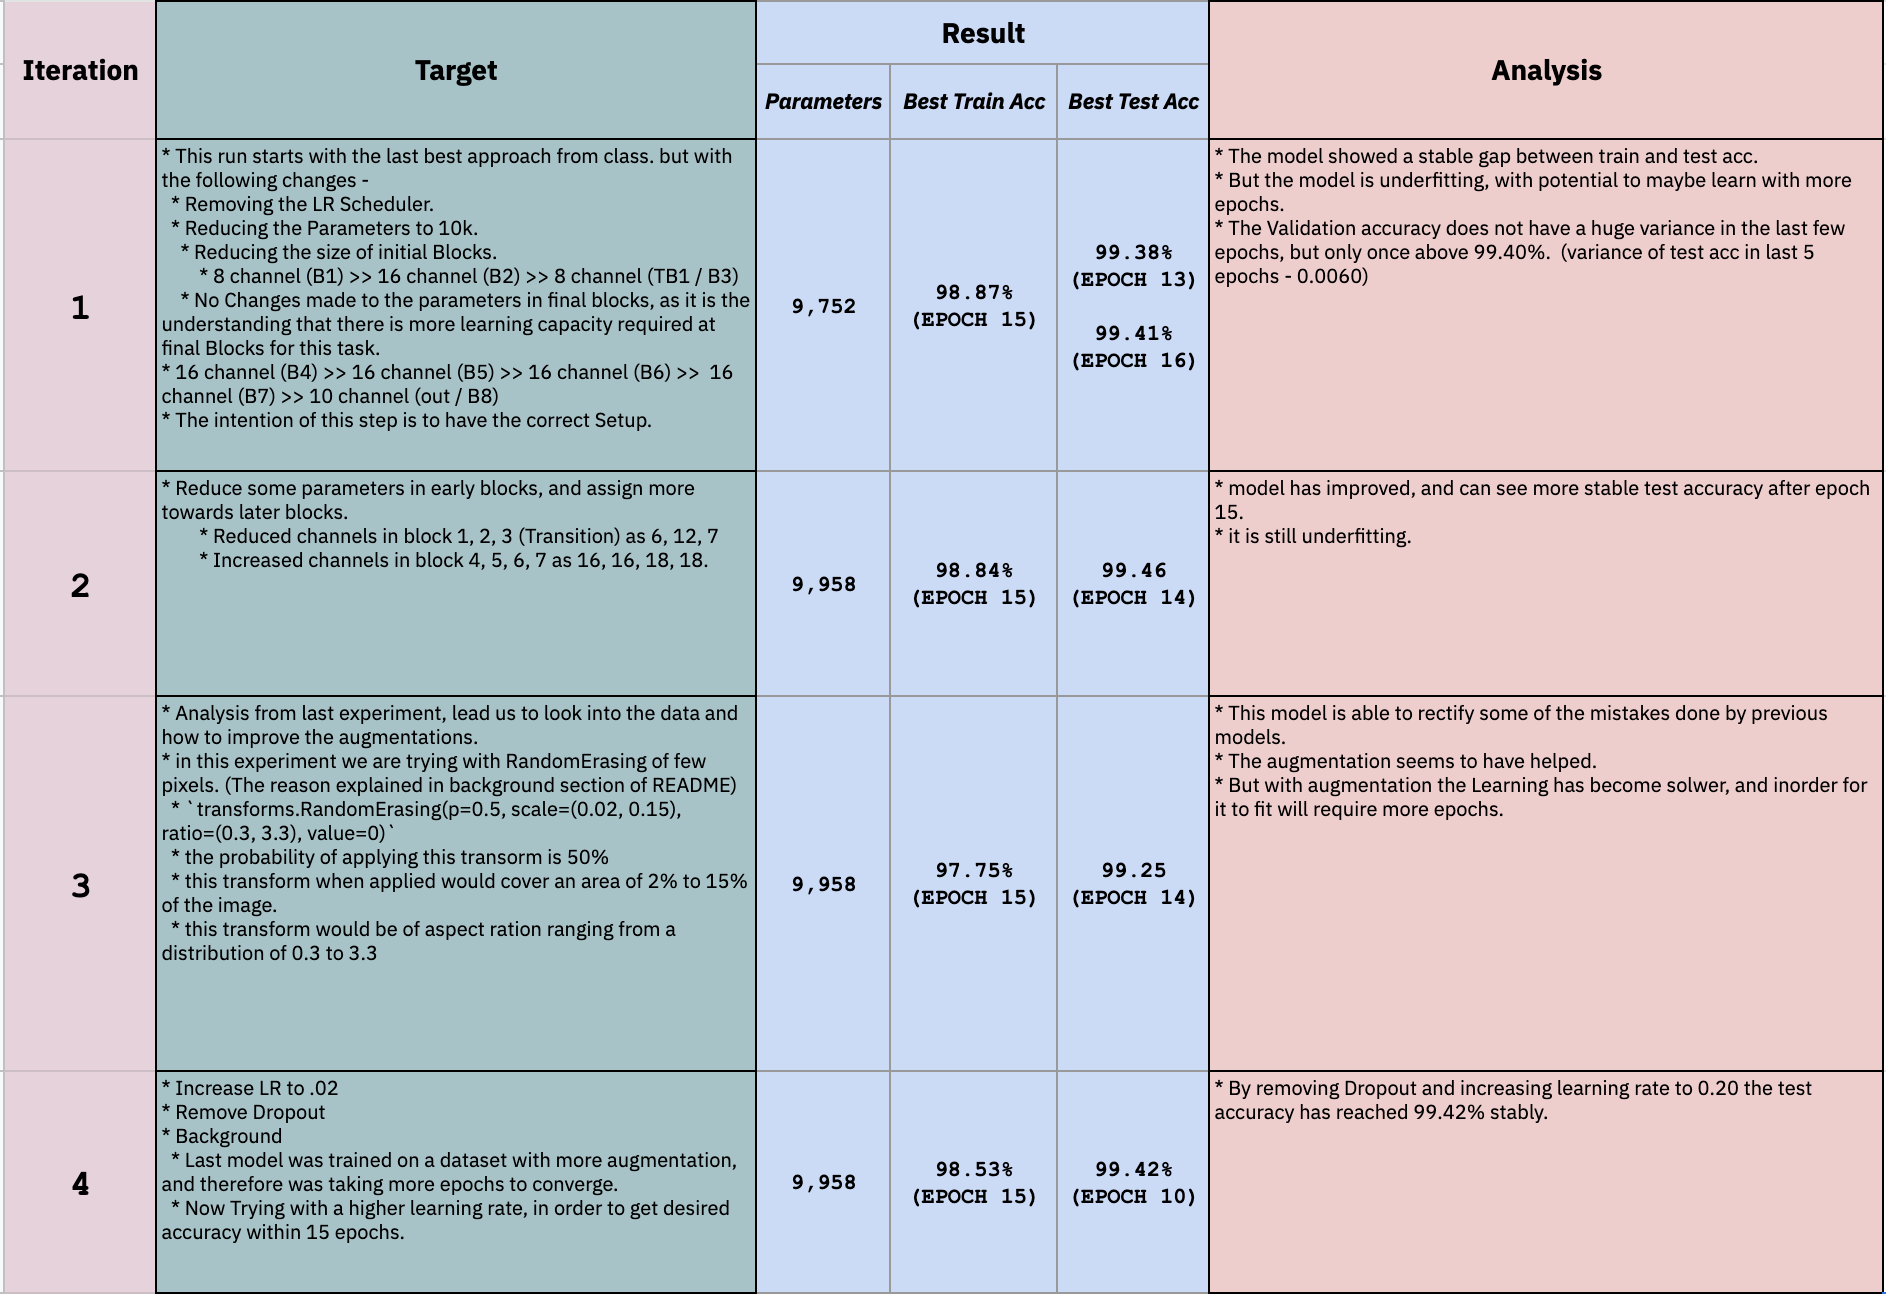 Iteration
Target
Result
Parameters
Best Train Acc
Best Test Acc
Analysis
1
* This run starts with the last best approach from class. but with
the following changes -
* Removing the LR Scheduler.
* Reducing the Parameters to 10k.
* Reducing the size of initial Blocks.
* 8 channel (B1) >> 16 channel (B2) >> 8 channel (TB1 / B3)
* No Changes made to the parameters in final blocks, as it is the
understanding that there is more learning capacity required at
final Blocks for this task.
* 16 channel (B4) >> 16 channel (B5) >> 16 channel (B6) >>  16
channel (B7) >> 10 channel (out / B8)
* The intention of this step is to have the correct Setup.
9,752
98.87%
(EPOCH 15)
99.38%
(EPOCH 13)
99.41%
(EPOCH 16)
* The model showed a stable gap between train and test acc.
* But the model is underfitting, with potential to maybe learn with more
epochs.
* The Validation accuracy does not have a huge variance in the last few
epochs, but only once above 99.40%.  (variance of test acc in last 5
epochs - 0.0060)
2
* Reduce some parameters in early blocks, and assign more
towards later blocks.
* Reduced channels in block 1, 2, 3 (Transition) as 6, 12, 7
* Increased channels in block 4, 5, 6, 7 as 16, 16, 18, 18.
9,958
98.84%
(EPOCH 15)
99.46
(EPOCH 14)
* model has improved, and can see more stable test accuracy after epoch
15.
* it is still underfitting.
3
* Analysis from last experiment, lead us to look into the data and
how to improve the augmentations.
* in this experiment we are trying with RandomErasing of few
pixels. (The reason explained in background section of README)
* `transforms.RandomErasing(p=0.5, scale=(0.02, 0.15),
ratio=(0.3, 3.3), value=0)`
* the probability of applying this transorm is 50%
* this transform when applied would cover an area of 2% to 15%
of the image.
* this transform would be of aspect ration ranging from a
distribution of 0.3 to 3.3
9,958
97.75%
(EPOCH 15)
99.25
(EPOCH 14)
* This model is able to rectify some of the mistakes done by previous
models.
* The augmentation seems to have helped.
* But with augmentation the Learning has become solwer, and inorder for
it to fit will require more epochs.
4
* Increase LR to .02
* Remove Dropout
* Background
* Last model was trained on a dataset with more augmentation,
and therefore was taking more epochs to converge.
* Now Trying with a higher learning rate, in order to get desired
accuracy within 15 epochs.
9,958
98.53%
(EPOCH 15)
99.42%
(EPOCH 10)
* By removing Dropout and increasing learning rate to 0.20 the test
accuracy has reached 99.42% stably.